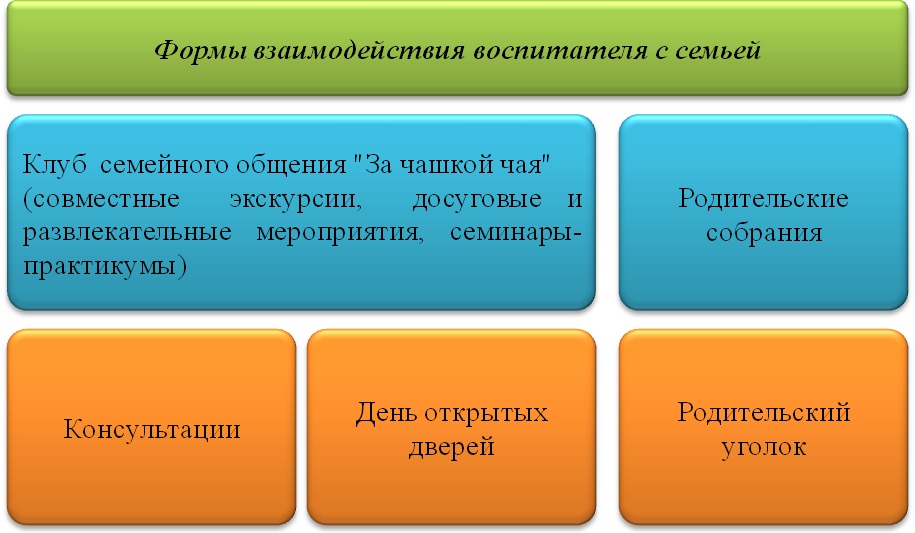 Формы взаимодействия воспитателя с семьей
Клуб семейного общения "За чашкой чая"
(совместные экскурсии, досуговые и
развлекательные мероприятия, семинары-
практикумы)
Родительские
собрания
Консультации
День открытых
дверей
Родительский
уголок